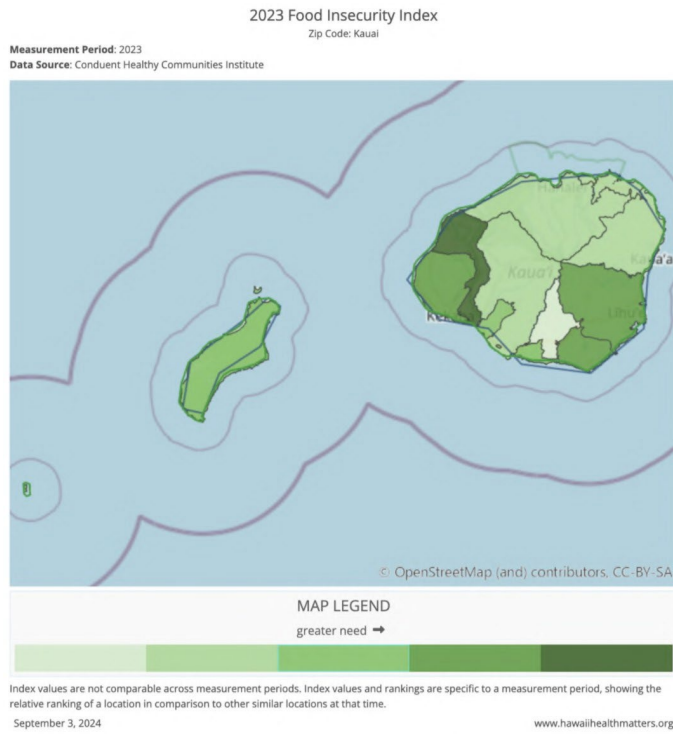 2023 Food Insecurity Index
Zip Code: Kauai
Measurement Period: 2023
Data Source: Conduent Healthy Communities Institute
Kaua'i
© OpenStreetMap (and) contributors, CC-BY-SA
MAP LEGEND
greater need ➡
Index values are not comparable across measurement periods. Index values and rankings are specific to a measurement period, showing the
relative ranking of a location in comparison to other similar locations at that time.
September 3, 2024
www.hawaiihealthmatters.org